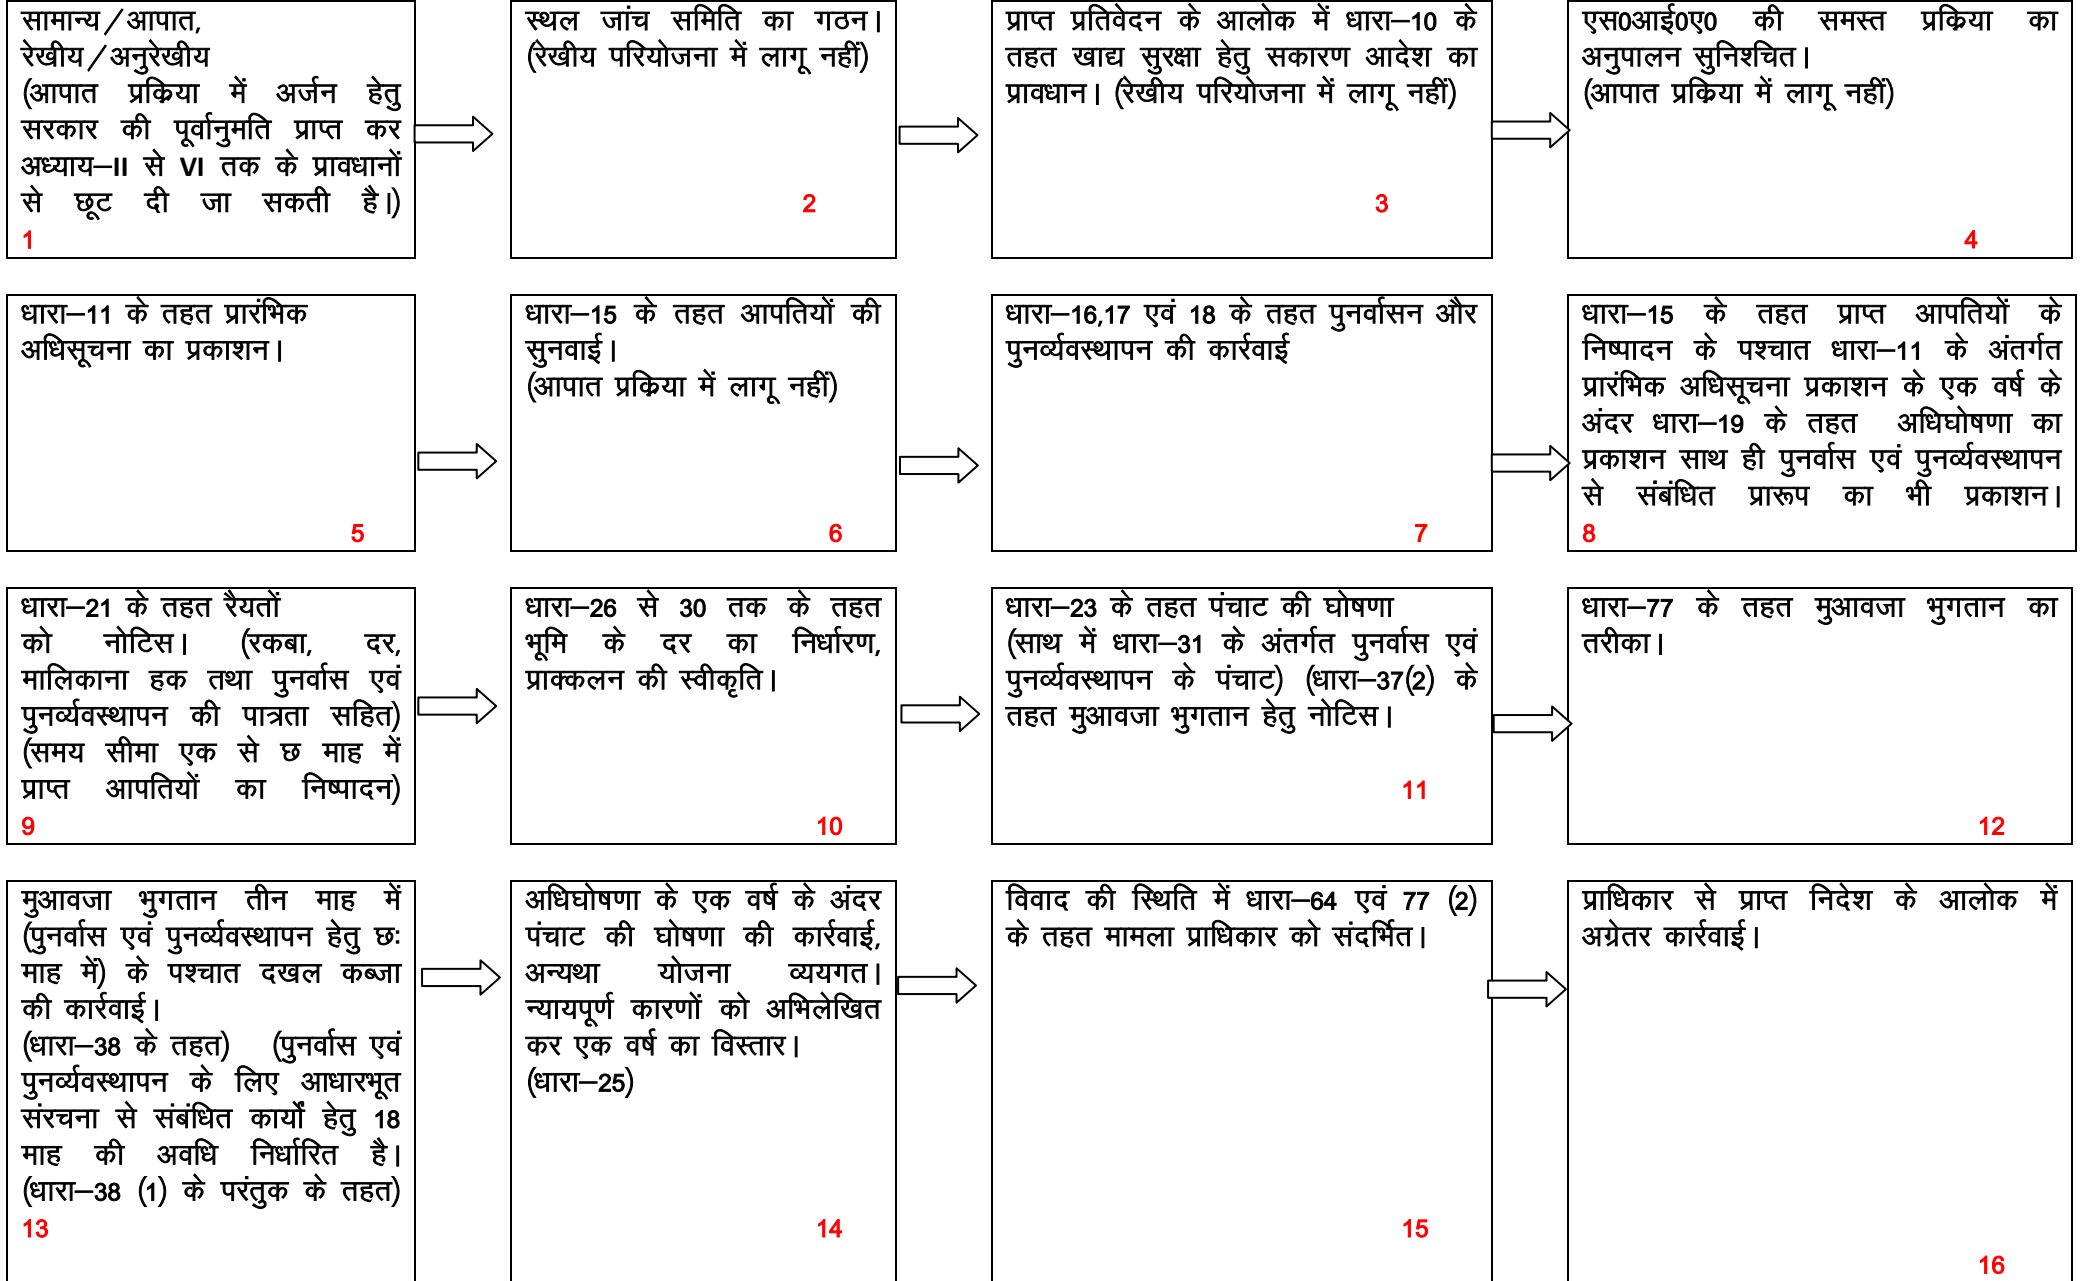 सामान्य/आपात,
रेखीय/अनुरेखीय
(आपात प्रक्रिया में अर्जन हेतु
सरकार की पूर्वानुमति प्राप्त कर
अध्याय–II से VI तक के प्रावधानों
से छूट दी जा सकती है।)
1
स्थल जांच समिति का गठन।
(रेखीय परियोजना में लागू नहीं)
2
प्राप्त प्रतिवेदन के आलोक में धारा–10 के
तहत खाद्य सुरक्षा हेतु सकारण आदेश का
प्रावधान। (रेखीय परियोजना में लागू नहीं)
3
एस0आई0ए0 की समस्त प्रक्रिया का
अनुपालन सुनिश्चित।
(आपात प्रक्रिया में लागू नहीं)
4
धारा–11 के तहत प्रारंभिक
अधिसूचना का प्रकाशन।
5
धारा–15 के तहत आपतियों की
सुनवाई।
(आपात प्रक्रिया में लागू नहीं)
6
धारा–16,17 एवं 18 के तहत पुनर्वासन और
पुनर्व्यवस्थापन की कार्रवाई
7
धारा–15 के तहत प्राप्त आपतियों के
निष्पादन के पश्चात धारा–11 के अंतर्गत
प्रारंभिक अधिसूचना प्रकाशन के एक वर्ष के
अंदर धारा–19 के तहत अधिघोषणा का
प्रकाशन साथ ही पुनर्वास एवं पुनर्व्यवस्थापन
से संबंधित प्रारूप का भी प्रकाशन।
8
धारा–21 के तहत रैयतों
को नोटिस। (रकबा, दर,
मालिकाना हक तथा पुनर्वास एवं
पुनर्व्यवस्थापन की पात्रता सहित)
(समय सीमा एक से छ माह में
प्राप्त आपतियों का निष्पादन)
9
धारा–26 से 30 तक के तहत
भूमि के दर का निर्धारण,
प्राक्कलन की स्वीकृति।
10
धारा–23 के तहत पंचाट की घोषणा
(साथ में धारा–31 के अंतर्गत पुनर्वास एवं
पुनर्व्यवस्थापन के पंचाट) (धारा–37(2) के
तहत मुआवजा भुगतान हेतु नोटिस।
11
धारा–77 के तहत मुआवजा भुगतान का
तरीका।
12
मुआवजा भुगतान तीन माह में
(पुनर्वास एवं पुनर्व्यवस्थापन हेतु छः
माह में) के पश्चात दखल कब्जा
की कार्रवाई।
(धारा–38 के तहत) (पुनर्वास एवं
पुनर्व्यवस्थापन के लिए आधारभूत
संरचना से संबंधित कार्यों हेतु 18
माह की अवधि निर्धारित है।
(धारा–38 (1) के परंतुक के तहत)
13
अधिघोषणा के एक वर्ष के अंदर
पंचाट की घोषणा की कार्रवाई,
अन्यथा योजना व्ययगत।
न्यायपूर्ण कारणों को अभिलेखित
कर एक वर्ष का विस्तार।
(धारा–25)
14
विवाद की स्थिति में धारा–64 एवं 77 (2)
के तहत मामला प्राधिकार को संदर्भित।
15
प्राधिकार से प्राप्त निदेश के आलोक में
अग्रेतर कार्रवाई।
16